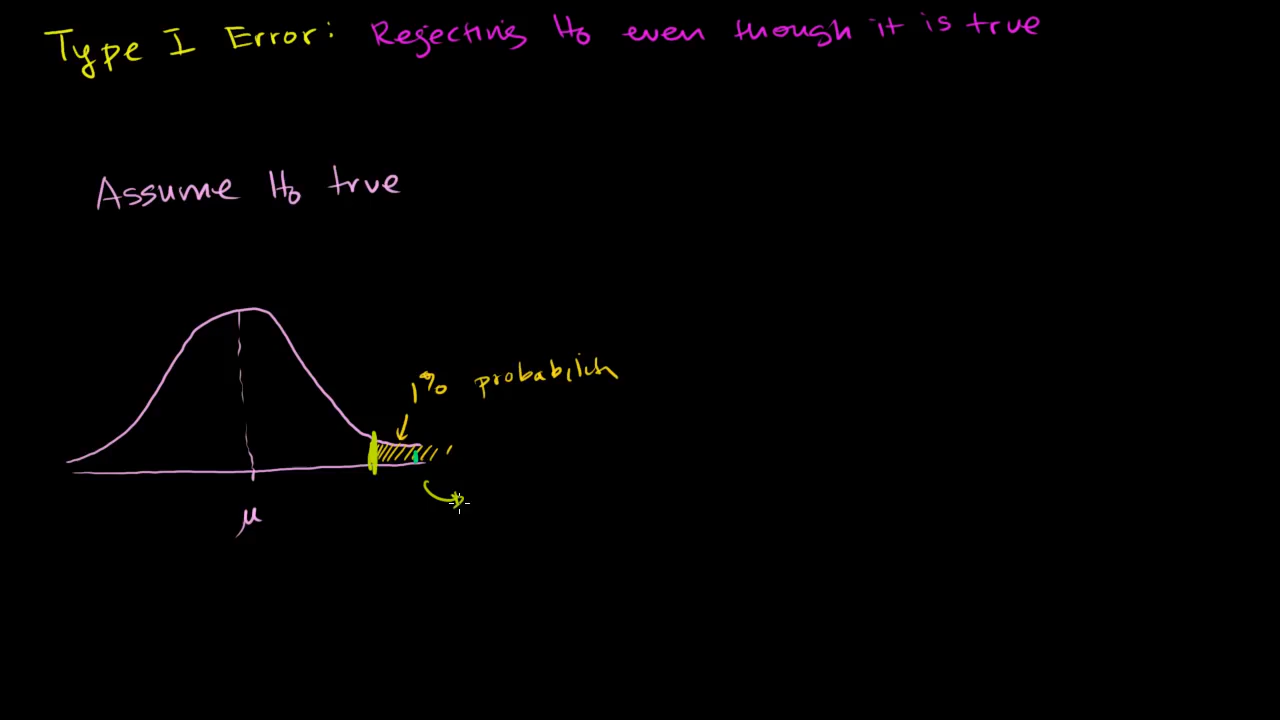 Type I Error: Rejecting H₀ even though it is true
Assume H₀ true
1% probability
μ